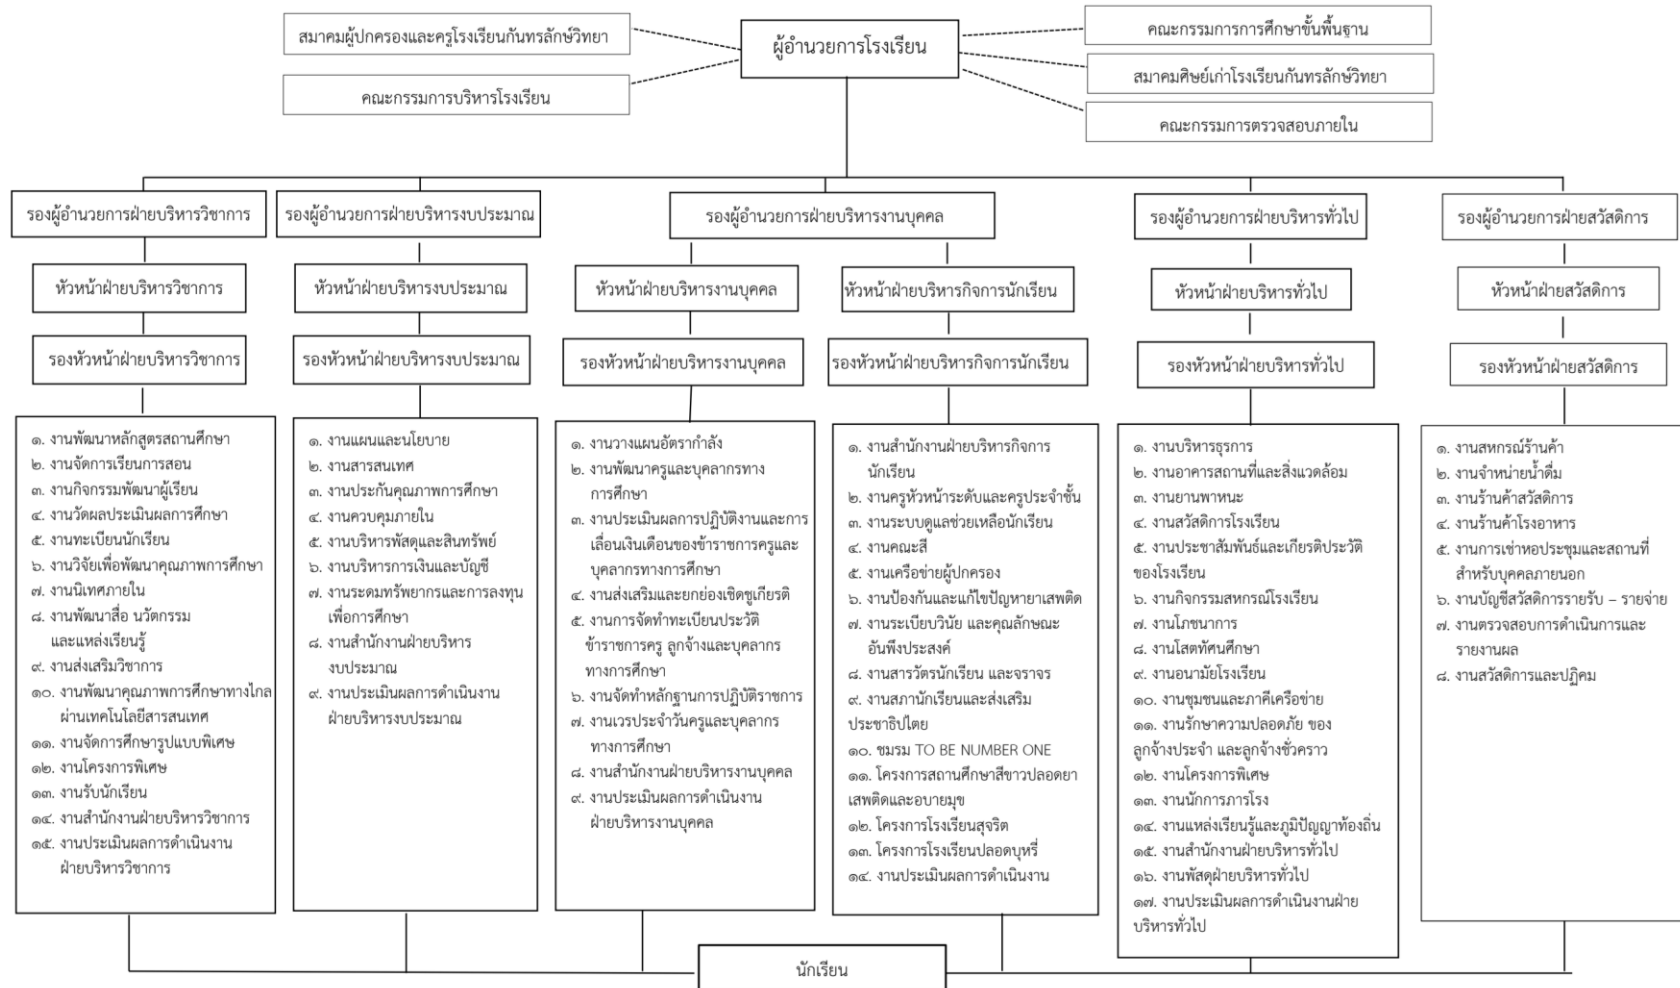 สมาคมผู้ปกครองและครูโรงเรียนกันทรลักษ์วิทยา
คณะกรรมการบริหารโรงเรียน
ผู้อำนวยการโรงเรียน
คณะกรรมการการศึกษาขั้นพื้นฐาน
สมาคมศิษย์เก่าโรงเรียนกันทรลักษ์วิทยา
คณะกรรมการตรวจสอบภายใน
รองผู้อำนวยการฝ่ายบริหารวิชาการ
รองผู้อำนวยการฝ่ายบริหารงบประมาณ
รองผู้อำนวยการฝ่ายบริหารงานบุคคล
รองผู้อำนวยการฝ่ายบริหารทั่วไป
รองผู้อำนวยการฝ่ายสวัสดิการ
หัวหน้าฝ่ายบริหารวิชาการ
หัวหน้าฝ่ายบริหารงบประมาณ
หัวหน้าฝ่ายบริหารงานบุคคล
หัวหน้าฝ่ายบริหารกิจการนักเรียน
หัวหน้าฝ่ายบริหารทั่วไป
หัวหน้าฝ่ายสวัสดิการ
รองหัวหน้าฝ่ายบริหารวิชาการ
รองหัวหน้าฝ่ายบริหารงบประมาณ
รองหัวหน้าฝ่ายบริหารงานบุคคล
รองหัวหน้าฝ่ายบริหารกิจการนักเรียน
รองหัวหน้าฝ่ายบริหารทั่วไป
รองหัวหน้าฝ่ายสวัสดิการ
๑. งานพัฒนาหลักสูตรสถานศึกษา
๒. งานจัดการเรียนการสอน
๓. งานกิจกรรมพัฒนาผู้เรียน
๔. งานวัดผลประเมินผลการศึกษา
๕. งานทะเบียนนักเรียน
๖. งานวิจัยเพื่อพัฒนาคุณภาพการศึกษา
๗. งานนิเทศภายใน
๘. งานพัฒนาสื่อ นวัตกรรม
และแหล่งเรียนรู้
๙. งานส่งเสริมวิชาการ
๑๐. งานพัฒนาคุณภาพการศึกษาทางไกล
ผ่านเทคโนโลยีสารสนเทศ
๑๑. งานจัดการศึกษารูปแบบพิเศษ
๑๒. งานโครงการพิเศษ
๑๓. งานรับนักเรียน
๑๔. งานสำนักงานฝ่ายบริหารวิชาการ
๑๕. งานประเมินผลการดำเนินงาน
ฝ่ายบริหารวิชาการ
๑. งานแผนและนโยบาย
๒. งานสารสนเทศ
๓. งานประกันคุณภาพการศึกษา
๔. งานควบคุมภายใน
๕. งานบริหารพัสดุและสินทรัพย์
๖. งานบริหารการเงินและบัญชี
๗. งานระดมทรัพยากรและการลงทุน
เพื่อการศึกษา
๘. งานสำนักงานฝ่ายบริหาร
งบประมาณ
๙. งานประเมินผลการดำเนินงาน
ฝ่ายบริหารงบประมาณ
๑. งานวางแผนอัตรากำลัง
๒. งานพัฒนาครูและบุคลากรทาง
การศึกษา
๓. งานประเมินผลการปฏิบัติงานและการ
เลื่อนเงินเดือนของข้าราชการครูและ
บุคลากรทางการศึกษา
๔. งานส่งเสริมและยกย่องเชิดชูเกียรติ
๕. งานการจัดทำทะเบียนประวัติ
ข้าราชการครู ลูกจ้างและบุคลากร
ทางการศึกษา
๖. งานจัดทำหลักฐานการปฏิบัติราชการ
๗. งานเวรประจำวันครูและบุคลากร
ทางการศึกษา
๘. งานสำนักงานฝ่ายบริหารงานบุคคล
๙. งานประเมินผลการดำเนินงาน
ฝ่ายบริหารงานบุคคล
๑. งานสำนักงานฝ่ายบริหารกิจการ
นักเรียน
๒. งานครูหัวหน้าระดับและครูประจำชั้น
๓. งานระบบดูแลช่วยเหลือนักเรียน
๔. งานคณะสี
๕. งานเครือข่ายผู้ปกครอง
๖. งานป้องกันและแก้ไขปัญหายาเสพติด
๗. งานระเบียบวินัย และคุณลักษณะ
อันพึงประสงค์
๘. งานสารวัตรนักเรียน และจราจร
๙. งานสภานักเรียนและส่งเสริม
ประชาธิปไตย
๑๐. ชมรม TO BE NUMBER ONE
๑๑. โครงการสถานศึกษาสีขาวปลอดยา
เสพติดและอบายมุข
๑๒. โครงการโรงเรียนสุจริต
๑๓. โครงการโรงเรียนปลอดบุหรี่
๑๔. งานประเมินผลการดำเนินงาน
๑. งานบริหารธุรการ
๒. งานอาคารสถานที่และสิ่งแวดล้อม
๓. งานยานพาหนะ
๔. งานสวัสดิการโรงเรียน
๕. งานประชาสัมพันธ์และเกียรติประวัติ
ของโรงเรียน
๖. งานกิจกรรมสหกรณ์โรงเรียน
๗. งานโภชนาการ
๘. งานโสตทัศนศึกษา
๙. งานอนามัยโรงเรียน
๑๐. งานชุมชนและภาคีเครือข่าย
๑๑. งานรักษาความปลอดภัย ของ
ลูกจ้างประจำ และลูกจ้างชั่วคราว
๑๒. งานโครงการพิเศษ
๑๓. งานนักการภารโรง
๑๔. งานแหล่งเรียนรู้และภูมิปัญญาท้องถิ่น
๑๕. งานสำนักงานฝ่ายบริหารทั่วไป
๑๖. งานพัสดุฝ่ายบริหารทั่วไป
๑๗. งานประเมินผลการดำเนินงานฝ่าย
บริหารทั่วไป
๑. งานสหกรณ์ร้านค้า
๒. งานจำหน่ายน้ำดื่ม
๓. งานร้านค้าสวัสดิการ
๔. งานร้านค้าโรงอาหาร
๕. งานการเช่าหอประชุมและสถานที่
สำหรับบุคคลภายนอก
๖. งานบัญชีสวัสดิการรายรับ – รายจ่าย
๗. งานตรวจสอบการดำเนินการและ
รายงานผล
๘. งานสวัสดิการและปฏิคม
นักเรียน